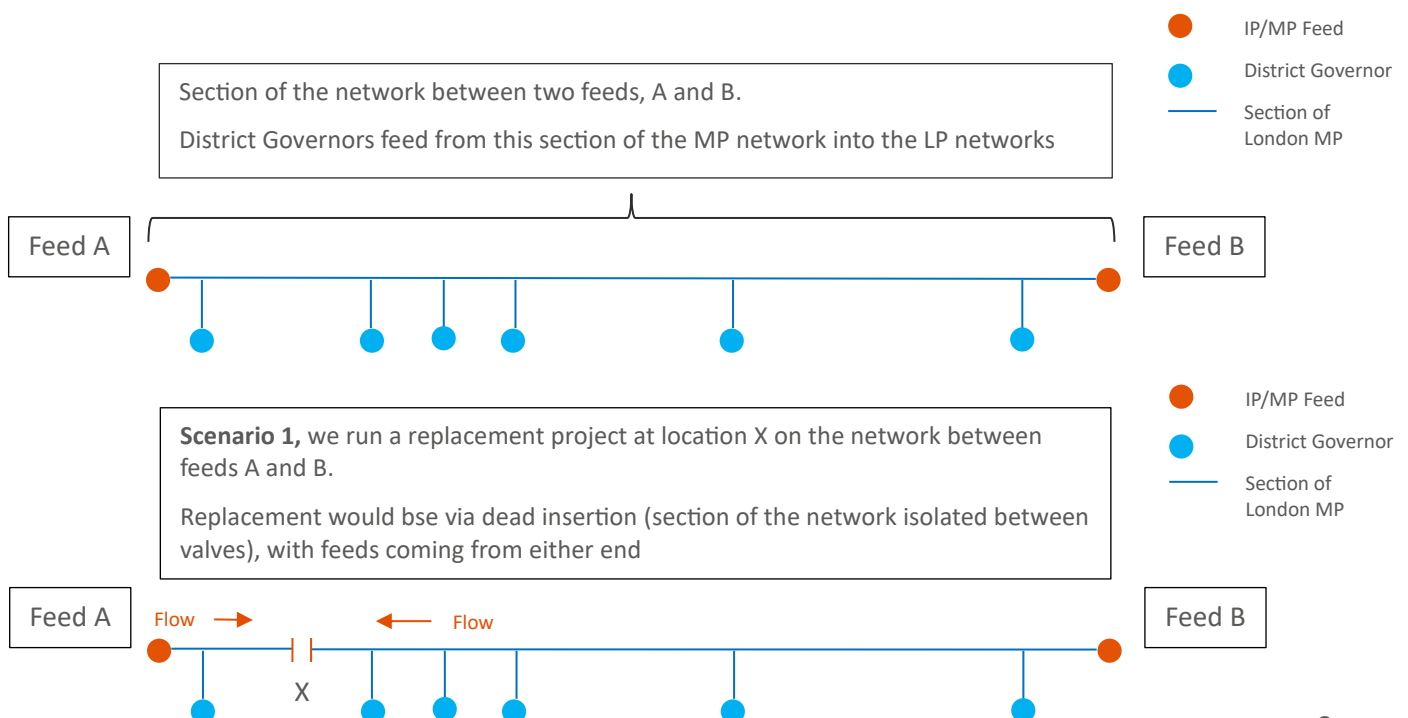 IP/MP Feed
District Governor
Section of
London MP
Section of the network between two feeds, A and B.
District Governors feed from this section of the MP network into the LP networks
Feed A
Feed B
IP/MP Feed
District Governor
Section of
London MP
Scenario 1, we run a replacement project at location X on the network between
feeds A and B.
Replacement would bse via dead insertion (section of the network isolated between
valves), with feeds coming from either end
Feed A
Flow
Flow
Feed B
X